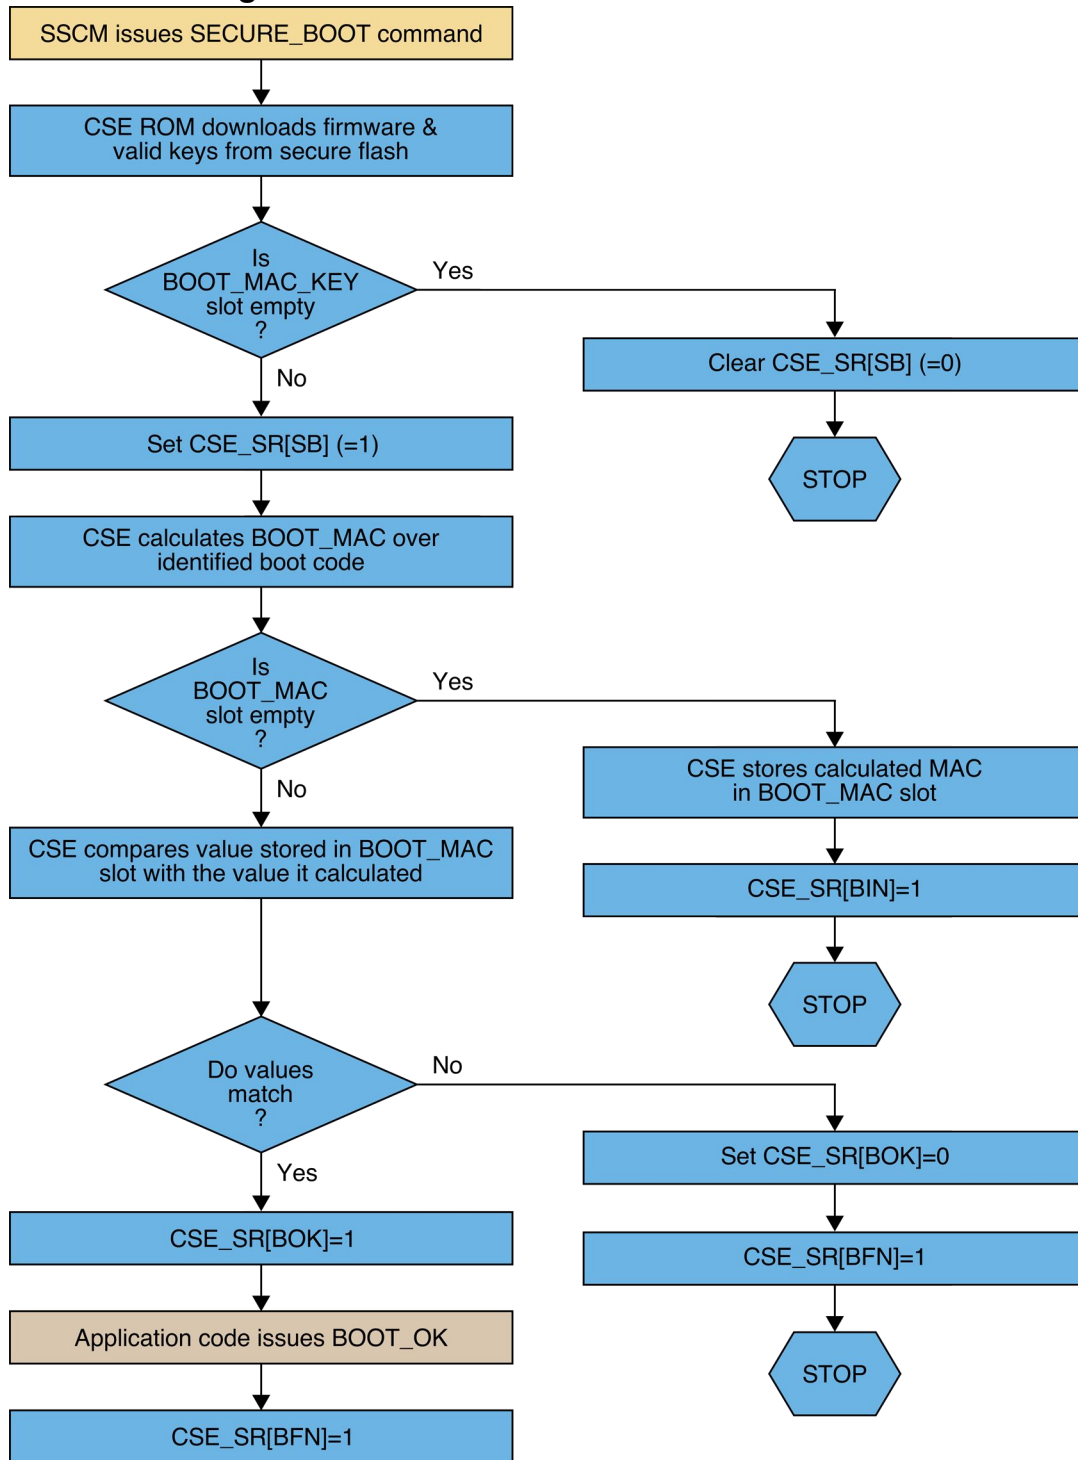 SSCM issues SECURE_BOOT command
CSE ROM downloads firmware &
valid keys from secure flash
Is
BOOT_MAC_KEY
slot empty
?
Yes
No
Clear CSE_SR[SB] (=0)
STOP
Set CSE_SR[SB] (=1)
CSE calculates BOOT_MAC over
identified boot code
Is
BOOT_MAC
slot empty
?
Yes
No
CSE stores calculated MAC
in BOOT_MAC slot
CSE_SR[BIN]=1
STOP
CSE compares value stored in BOOT_MAC
slot with the value it calculated
Do values
match
?
No
Yes
Set CSE_SR[BOK]=0
CSE_SR[BFN]=1
STOP
CSE_SR[BOK]=1
Application code issues BOOT_OK
CSE_SR[BFN]=1